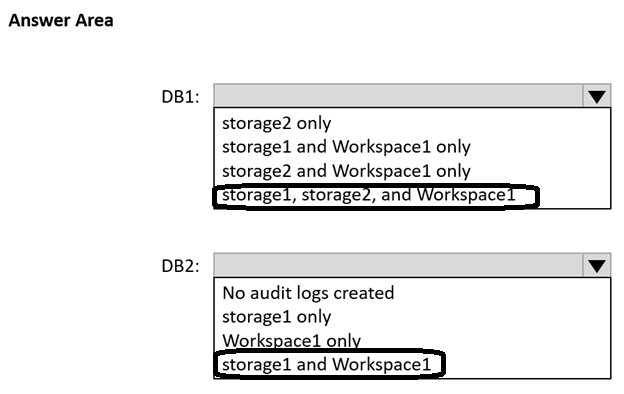 Answer Area
DB1:
storage2 only
storage1 and Workspace1 only
storage2 and Workspace1 only
storage1, storage2, and Workspace1
DB2:
No audit logs created
storage1 only
Workspace1 only
storage1 and Workspace1